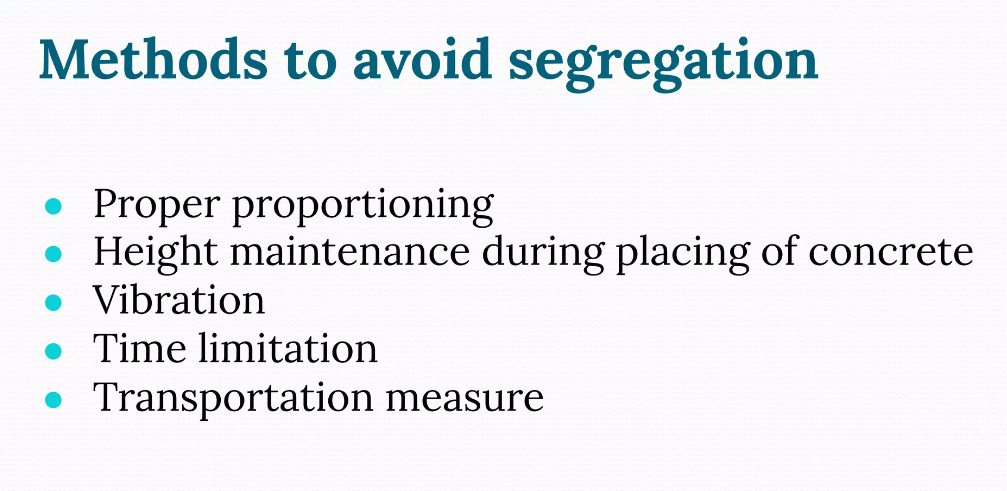 Methods to avoid segregation
● Proper proportioning
● Height maintenance during placing of concrete
● Vibration
● Time limitation
● Transportation measure